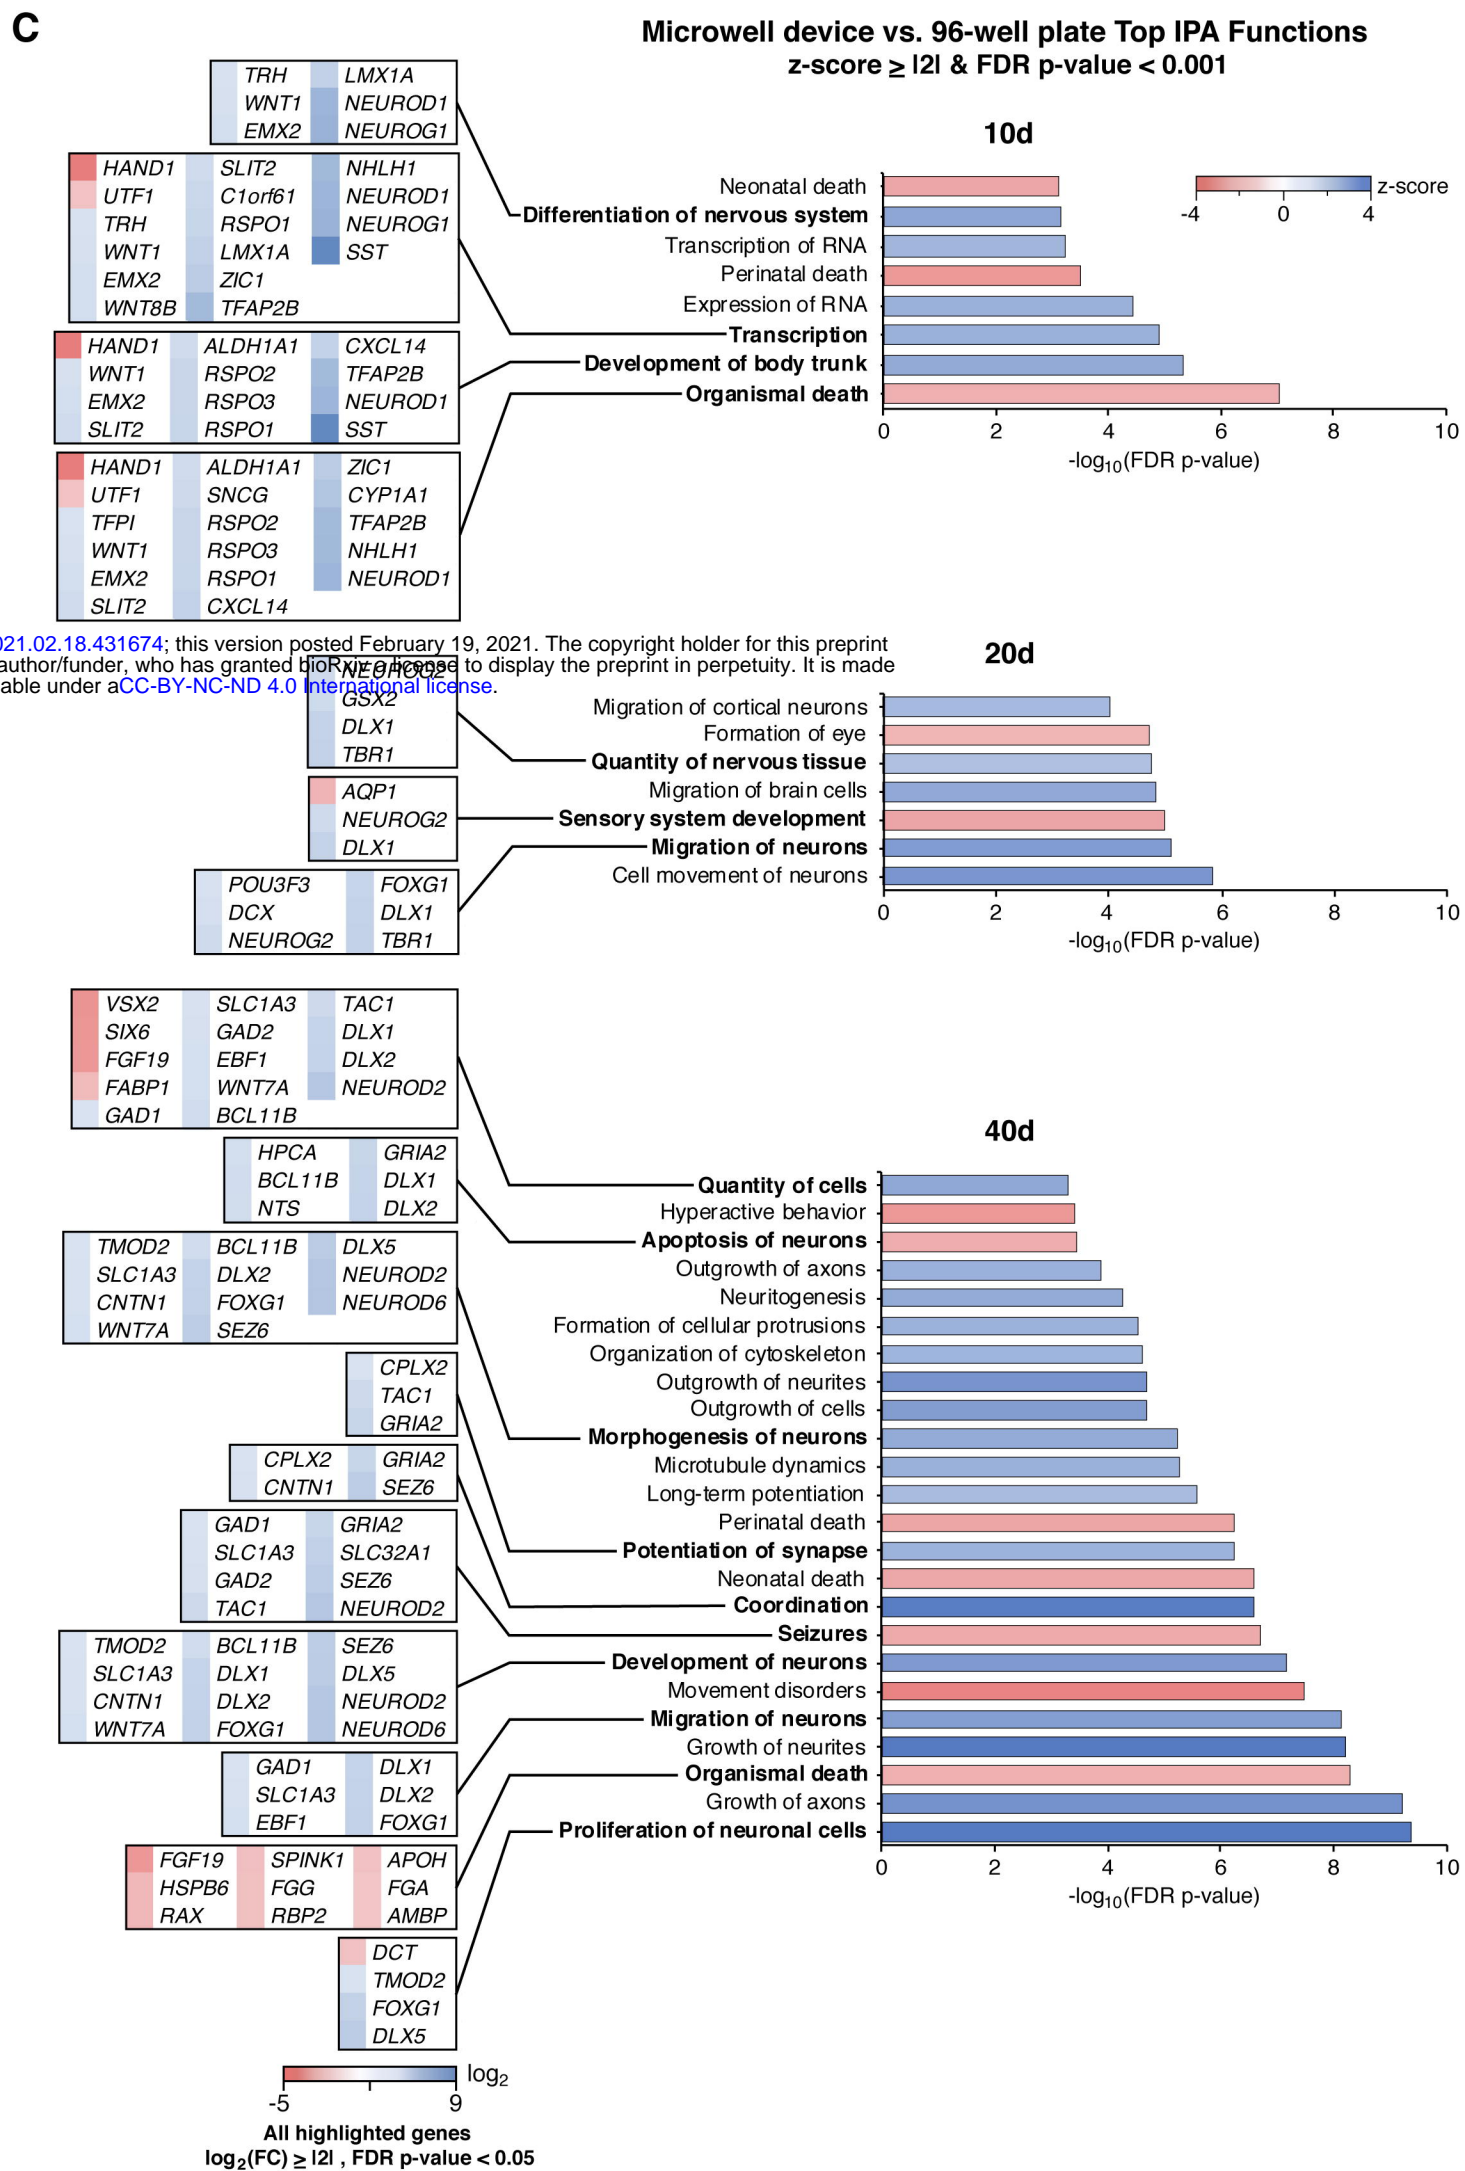 C
Microwell device vs. 96-well plate Top IPA Functions
z-score ≥ |2| & FDR p-value < 0.001
TRH LMX1A
WNT1 NEUROD1
EMX2 NEUROG1
HAND1 SLIT2 NHLH1
UTF1 C1orf61 NEUROD1
TRH RSPO1 NEUROG1
WNT1 LMX1A SST
EMX2 ZIC1
WNT8B TFAP2B
HAND1 ALDH1A1 CXCL14
WNT1 RSPO2 TFAP2B
EMX2 RSPO3 NEUROD1
SLIT2 RSPO1 SST
HAND1 ALDH1A1 ZIC1
UTF1 SNCG CYP1A1
TFPI RSPO2 TFAP2B
WNT1 RSPO3 NHLH1
EMX2 RSPO1 NEUROD1
SLIT2 CXCL14
10d
z-score
-4 0 4
Neonatal death
Differentiation of nervous system
Transcription of RNA
Perinatal death
Expression of RNA
Transcription
Development of body trunk
Organismal death
0 2 4 6 8 10
-log10(FDR p-value)
021.02.18.431674; this version posted February 19, 2021. The copyright holder for this preprint
author/funder, who has granted bioRxiv a license to display the preprint in perpetuity. It is made
able under aCC-BY-NC-ND 4.0 International license.
NEUROG2
GSX2
DLX1
TBR1
AQP1
NEUROG2
DLX1
POU3F3 FOXG1
DCX DLX1
NEUROG2 TBR1
20d
Migration of cortical neurons
Formation of eye
Quantity of nervous tissue
Migration of brain cells
Sensory system development
Migration of neurons
Cell movement of neurons
0 2 4 6 8 10
-log10(FDR p-value)
VSX2 SLC1A3 TAC1
SIX6 GAD2 DLX1
FGF19 EBF1 DLX2
FABP1 WNT7A NEUROD2
GAD1 BCL11B
HPCA GRIA2
BCL11B DLX1
NTS DLX2
TMOD2 BCL11B DLX5
SLC1A3 DLX2 NEUROD2
CNTN1 FOXG1 NEUROD6
WNT7A SEZ6
CPLX2
TAC1
GRIA2
CPLX2 GRIA2
CNTN1 SEZ6
GAD1 GRIA2
SLC1A3 SLC32A1
GAD2 SEZ6
TAC1 NEUROD2
TMOD2 BCL11B SEZ6
SLC1A3 DLX1 DLX5
CNTN1 DLX2 NEUROD2
WNT7A FOXG1 NEUROD6
GAD1 DLX1
SLC1A3 DLX2
EBF1 FOXG1
FGF19 SPINK1 APOH
HSPB6 FGG FGA
RAX RBP2 AMBP
DCT
TMOD2
FOXG1
DLX5
40d
Quantity of cells
Hyperactive behavior
Apoptosis of neurons
Outgrowth of axons
Neuritogenesis
Formation of cellular protrusions
Organization of cytoskeleton
Outgrowth of neurites
Outgrowth of cells
Morphogenesis of neurons
Microtubule dynamics
Long-term potentiation
Perinatal death
Potentiation of synapse
Neonatal death
Coordination
Seizures
Development of neurons
Movement disorders
Migration of neurons
Growth of neurites
Organismal death
Growth of axons
Proliferation of neuronal cells
0 2 4 6 8 10
-log10(FDR p-value)
log2
-5 9
All highlighted genes
log2(FC) ≥ |2| , FDR p-value < 0.05